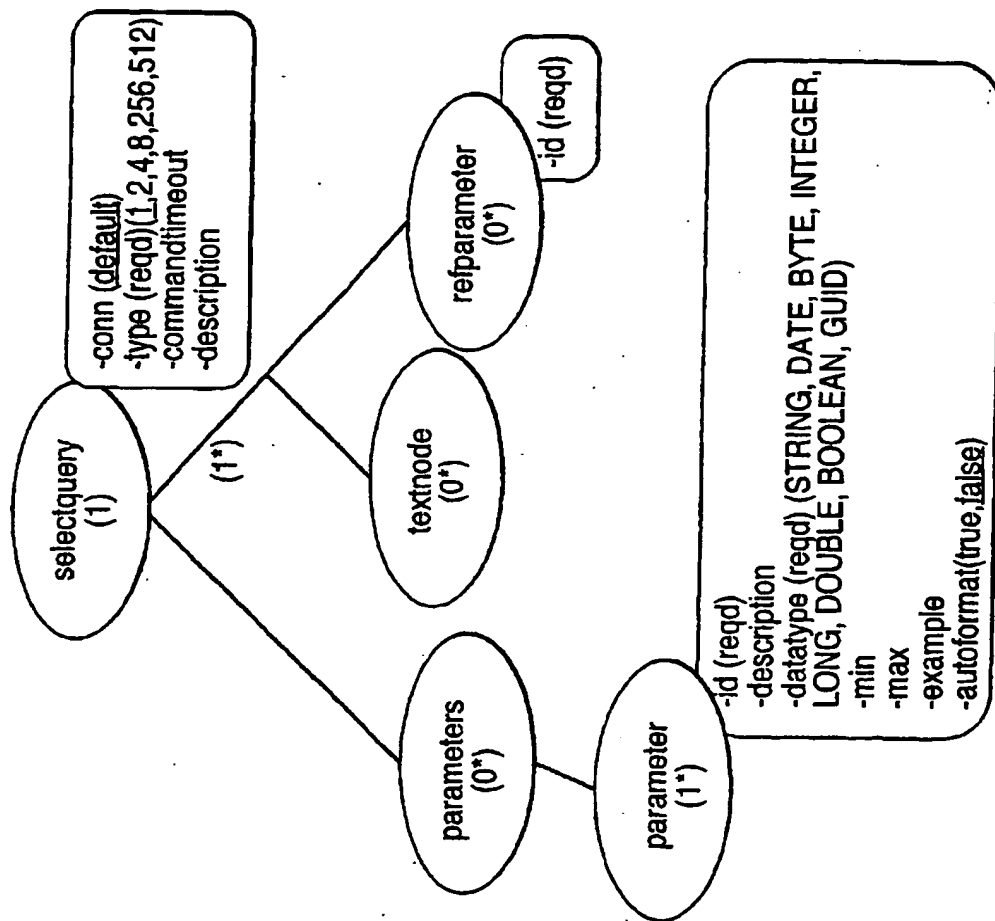 selectquery
(1)
-conn (default)
-type (reqd)(1,2,4,8,256,512)
-commandtimeout
-description
(1*)
parameters
(0*)
textnode
(0*)
refparameter
(0*)
-id (reqd)
parameter
(1*)
-id (reqd)
-description
-datatype (reqd) (STRING, DATE, BYTE, INTEGER,
LONG, DOUBLE, BOOLEAN, GUID)
-min
-max
-example
-autoformat(true,false)